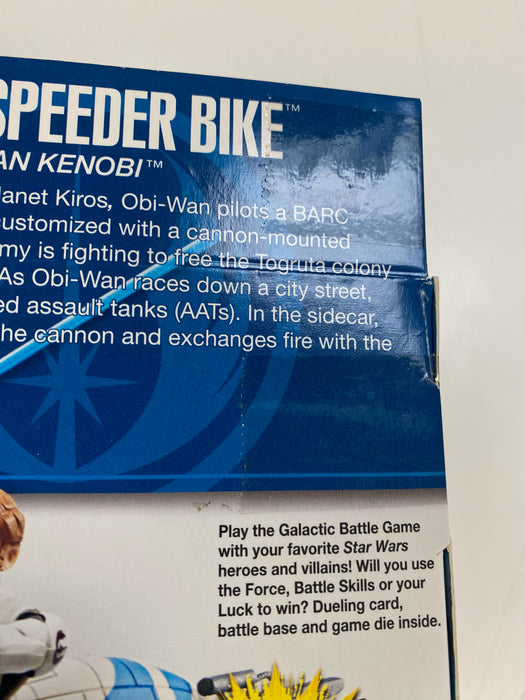 SPEEDER BIKE™
AN KENOBI™
lanet Kiros, Obi-Wan pilots a BARC
ustomized with a cannon-mounted
my is fighting to free the Togruta colony
As Obi-Wan races down a city street,
ed assault tanks (AATs). In the sidecar,
he cannon and exchanges fire with the
Play the Galactic Battle Game
with your favorite Star Wars
heroes and villains! Will you use
the Force, Battle Skills or your
Luck to win? Dueling card,
battle base and game die inside.